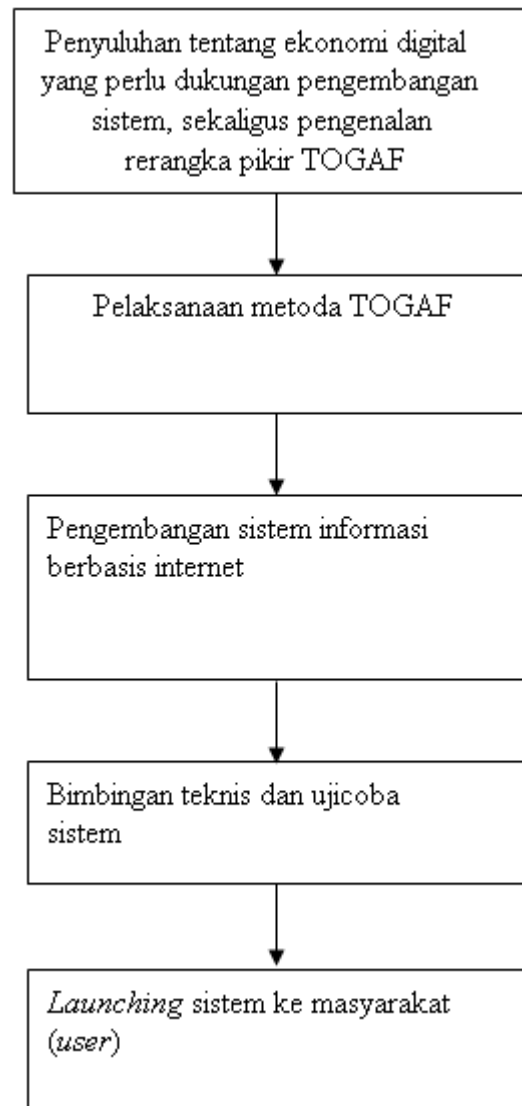 Penyuluhan tentang ekonomi digital
yang perlu dukungan pengembangan
sistem, sekaligus pengenalan
rerangka pikir TOGAF
Pelaksanaan metoda TOGAF
Pengembangan sistem informasi
berbasis internet
Bimbingan teknis dan ujicoba
sistem
Launching sistem ke masyarakat
(user)